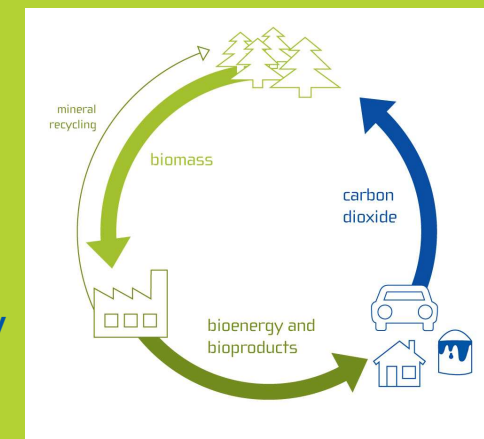 mineral
recycling
biomass
carbon
dioxide
bioenergy and
bioproducts